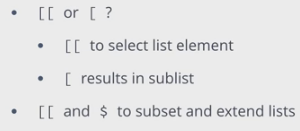 • [[ or [ ?
• [[ to select list element
• [ results in sublist
• [[ and $ to subset and extend lists